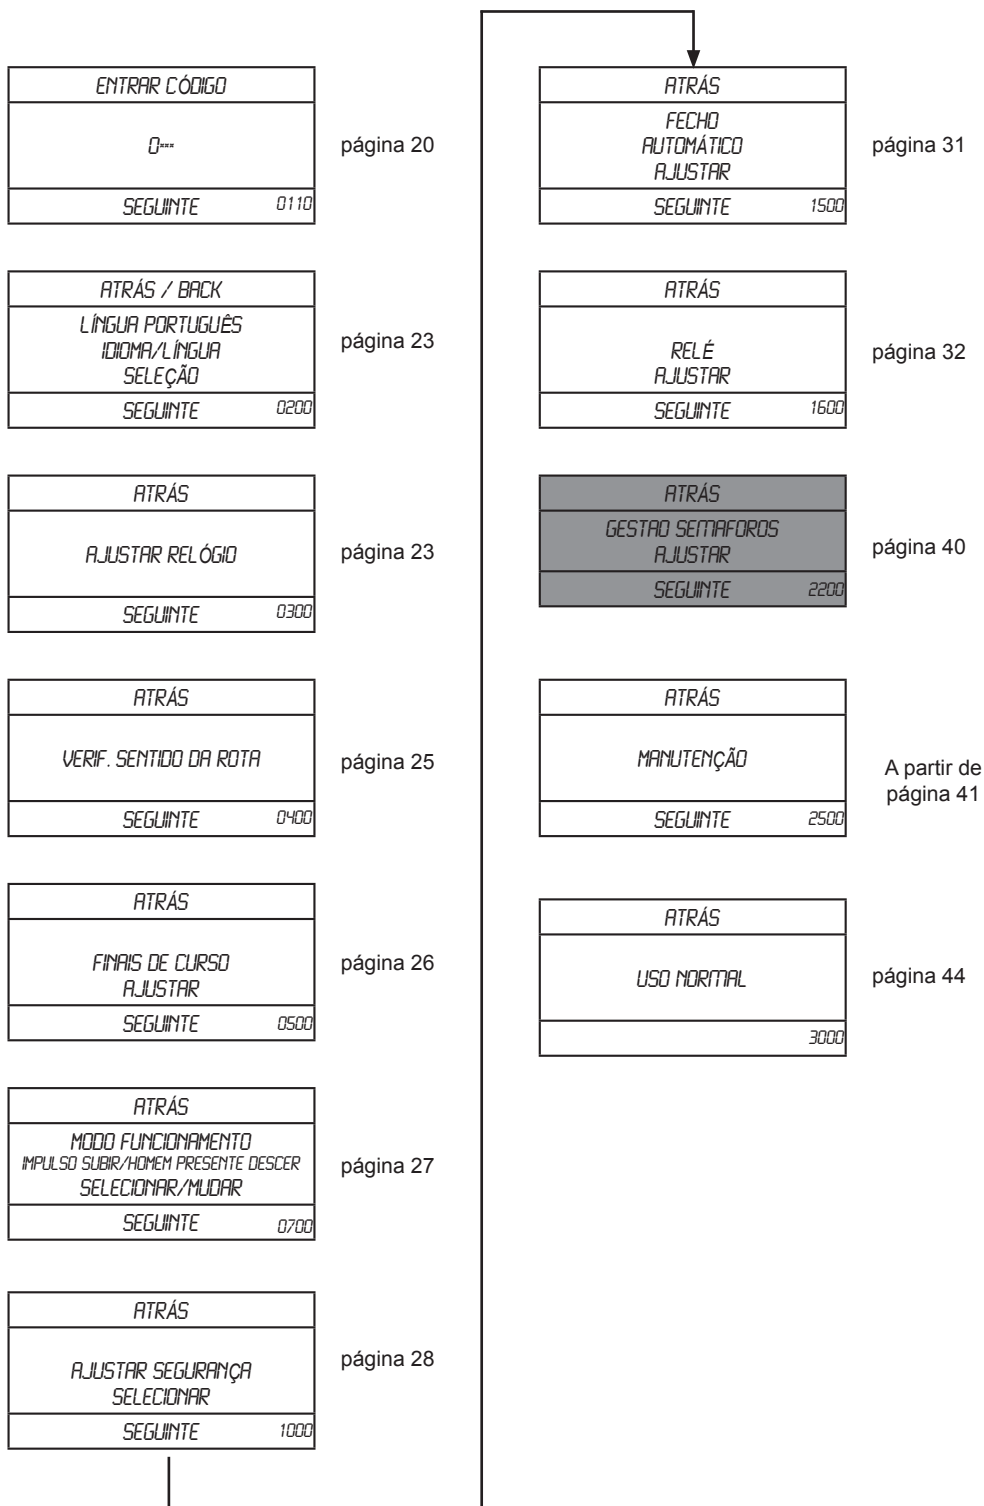 ENTRAR CÓDIGO
0***
SEGUINTE 0110
página 20
ATRÁS / BACK
LÍNGUA PORTUGUÊS
IDIOMA/LÍNGUA
SELEÇÃO
SEGUINTE 0200
página 23
ATRÁS
AJUSTAR RELÓGIO
SEGUINTE 0300
página 23
ATRÁS
VERIF. SENTIDO DA ROTA
SEGUINTE 0400
página 25
ATRÁS
FINAIS DE CURSO
AJUSTAR
SEGUINTE 0500
página 26
ATRÁS
MODO FUNCIONAMENTO
IMPULSO SUBIR/HOMEM PRESENTE DESCER
SELECIONAR/MUDAR
SEGUINTE 0700
página 27
ATRÁS
AJUSTAR SEGURANÇA
SELECIONAR
SEGUINTE 1000
página 28
ATRÁS
FECHO
AUTOMÁTICO
AJUSTAR
SEGUINTE 1500
página 31
ATRÁS
RELÉ
AJUSTAR
SEGUINTE 1600
página 32
ATRÁS
GESTAO SEMAFOROS
AJUSTAR
SEGUINTE 2200
página 40
ATRÁS
MANUTENÇÃO
SEGUINTE 2500
A partir de
página 41
ATRÁS
USO NORMAL
3000
página 44